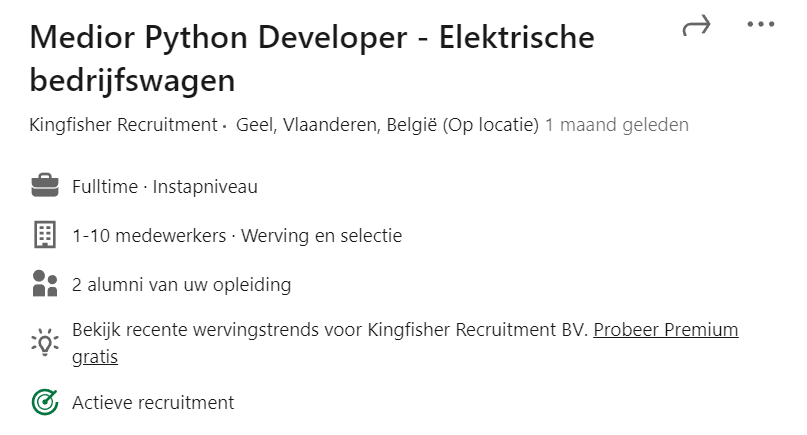 Medior Python Developer - Elektrische
bedrijfswagen
Kingfisher Recruitment · Geel, Vlaanderen, België (Op locatie) 1 maand geleden
Fulltime · Instapniveau
1-10 medewerkers · Werving en selectie
2 alumni van uw opleiding
Bekijk recente wervingstrends voor Kingfisher Recruitment BV. Probeer Premium
gratis
Actieve recruitment